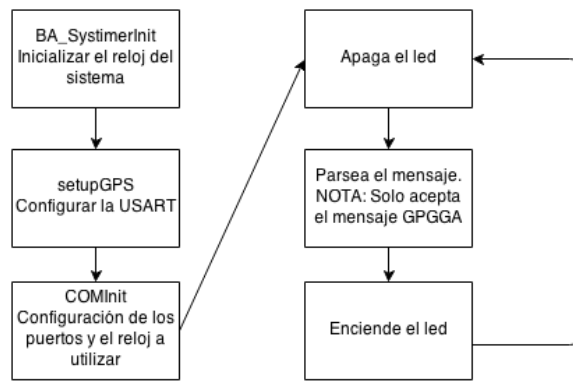 BA_SystimerInit
Inicializar el reloj del
sistema
setupGPS
Configurar la USART
COMInit
Configuración de los
puertos y el reloj a
utilizar
Apaga el led
Parsea el mensaje.
NOTA: Solo acepta
el mensaje GPGGA
Enciende el led